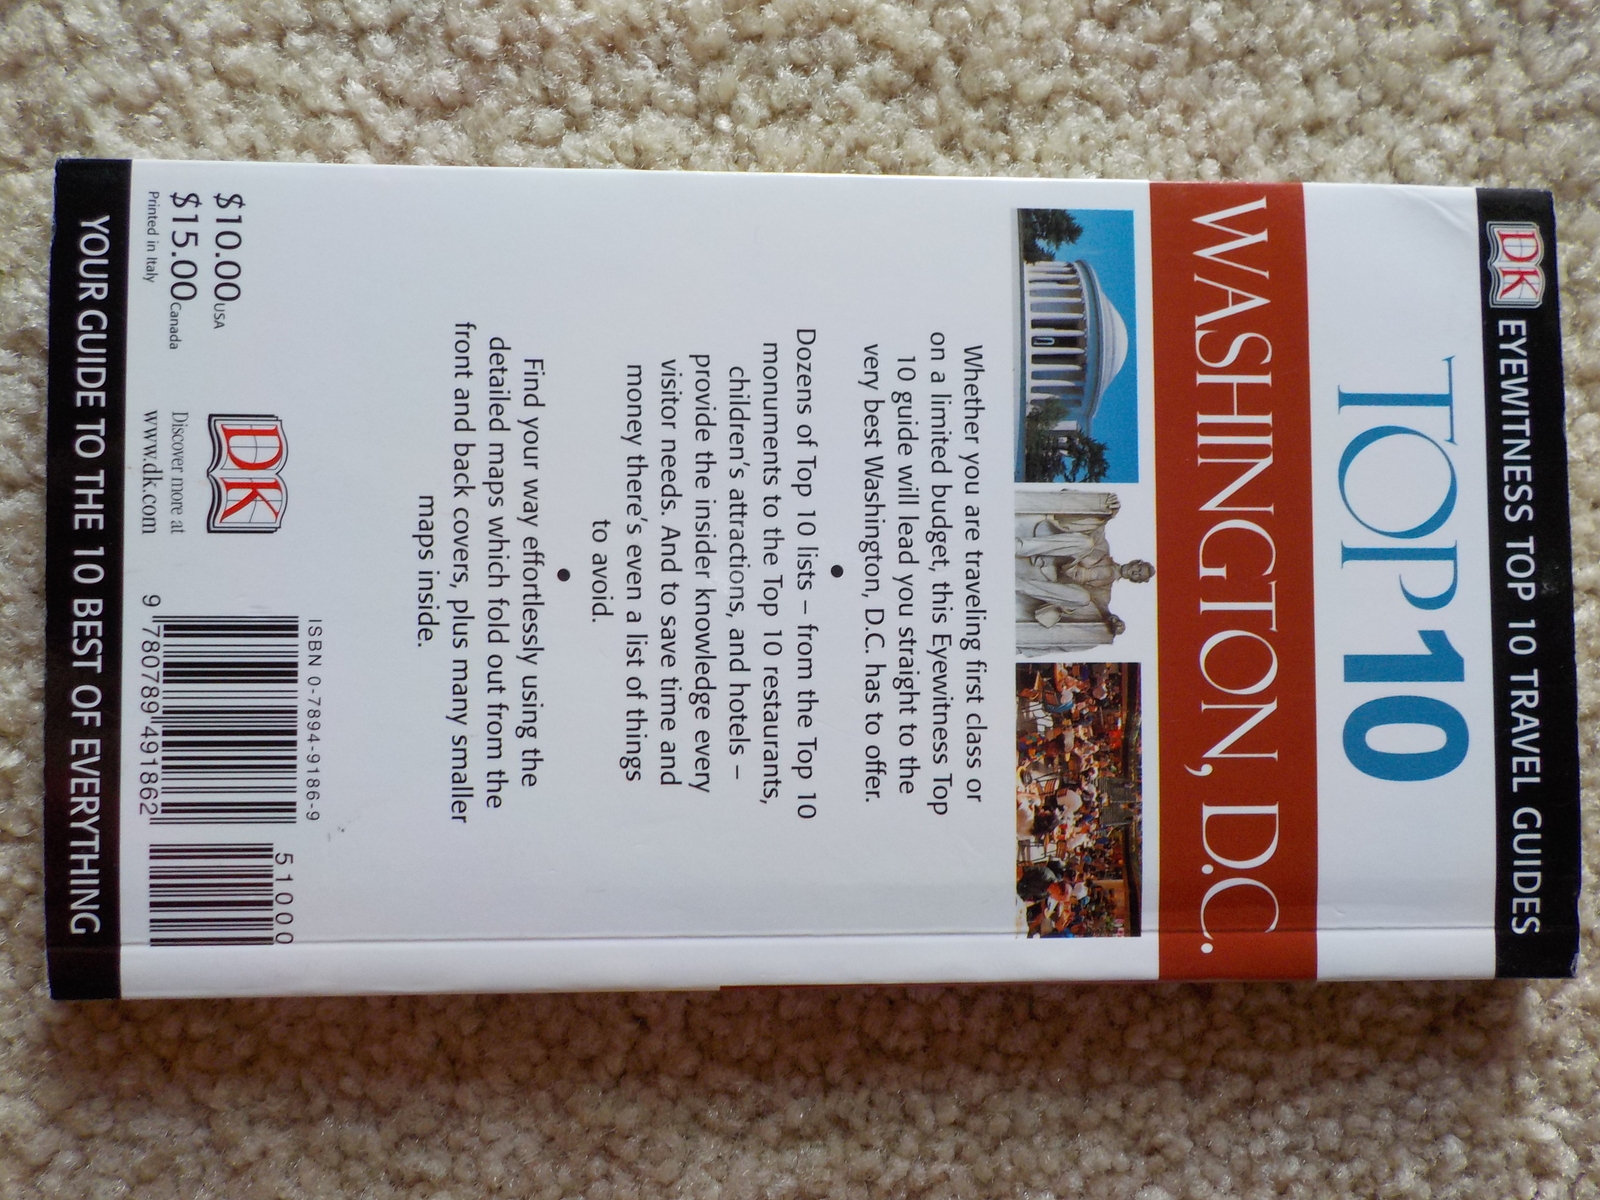 DK EYEWITNESS TOP 10 TRAVEL GUIDES
TOP 10
WASHINGTON, D.C.
Whether you are traveling first class or
on a limited budget, this Eyewitness Top
10 guide will lead you straight to the
very best Washington, D.C. has to offer.
•
Dozens of Top 10 lists – from the Top 10
monuments to the Top 10 restaurants,
children's attractions, and hotels –
provide the insider knowledge every
visitor needs. And to save time and
money there's even a list of things
to avoid.
•
Find your way effortlessly using the
detailed maps which fold out from the
front and back covers, plus many smaller
maps inside.
$10.00 USA
$15.00 Canada
Printed in Italy
DK
Discover more at
www.dk.com
ISBN 0-7894-9186-9
51000
9 780789 491862
YOUR GUIDE TO THE 10 BEST OF EVERYTHING